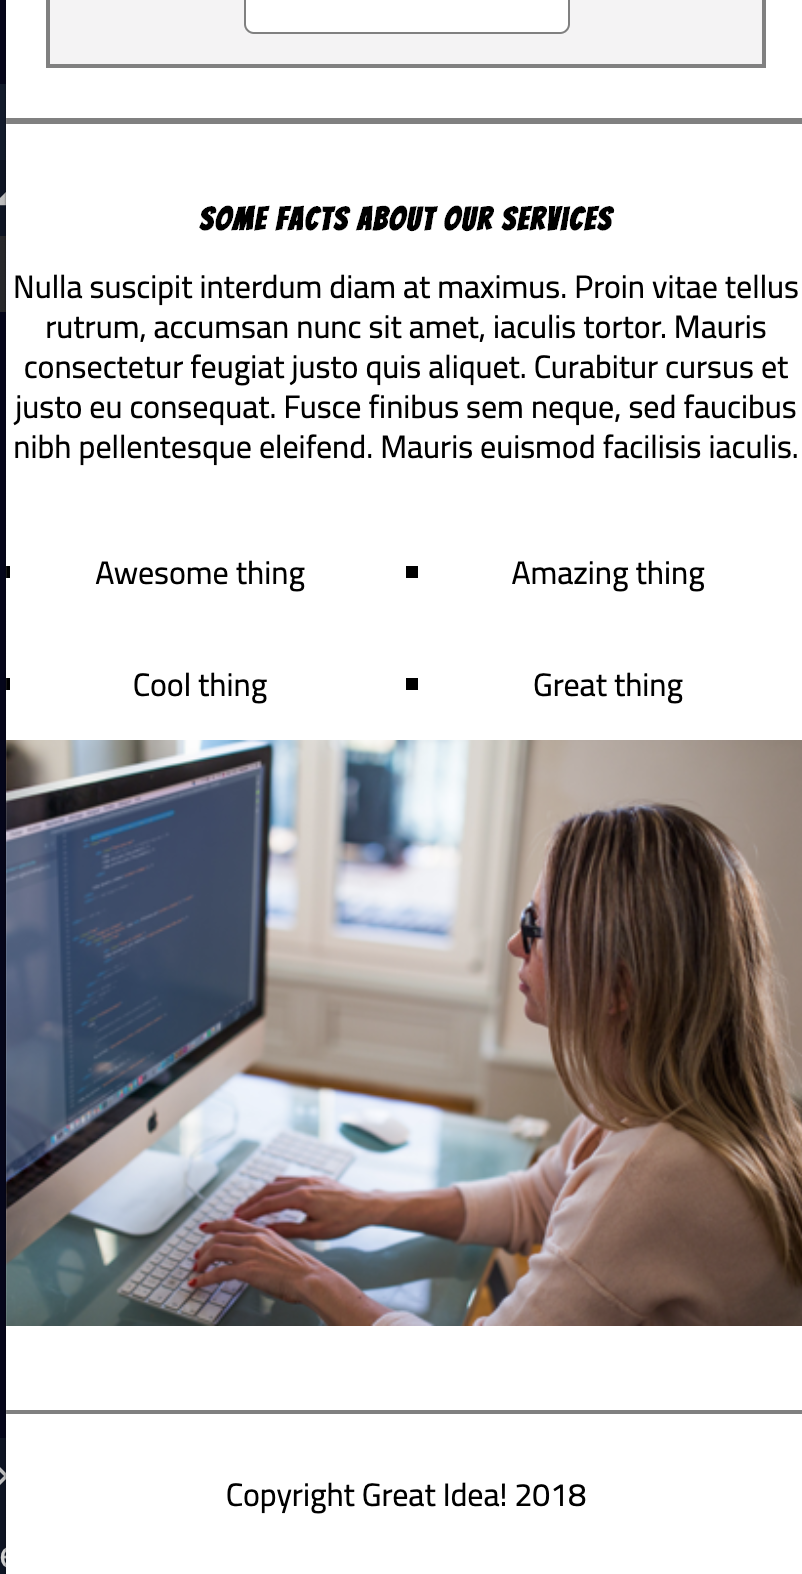 SOME FACTS ABOUT OUR SERVICES
Nulla suscipit interdum diam at maximus. Proin vitae tellus
rutrum, accumsan nunc sit amet, iaculis tortor. Mauris
consectetur feugiat justo quis aliquet. Curabitur cursus et
justo eu consequat. Fusce finibus sem neque, sed faucibus
nibh pellentesque eleifend. Mauris euismod facilisis iaculis.
Awesome thing
Amazing thing
Cool thing
Great thing
Copyright Great Idea! 2018